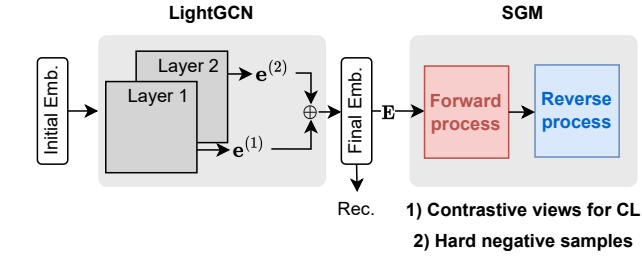 LightGCN
SGM
Initial Emb.
Layer 2
Layer 1
e(2)
e(1)
⊕
Final Emb.
E
Forward
process
Reverse
process
Rec.
1) Contrastive views for CL
2) Hard negative samples